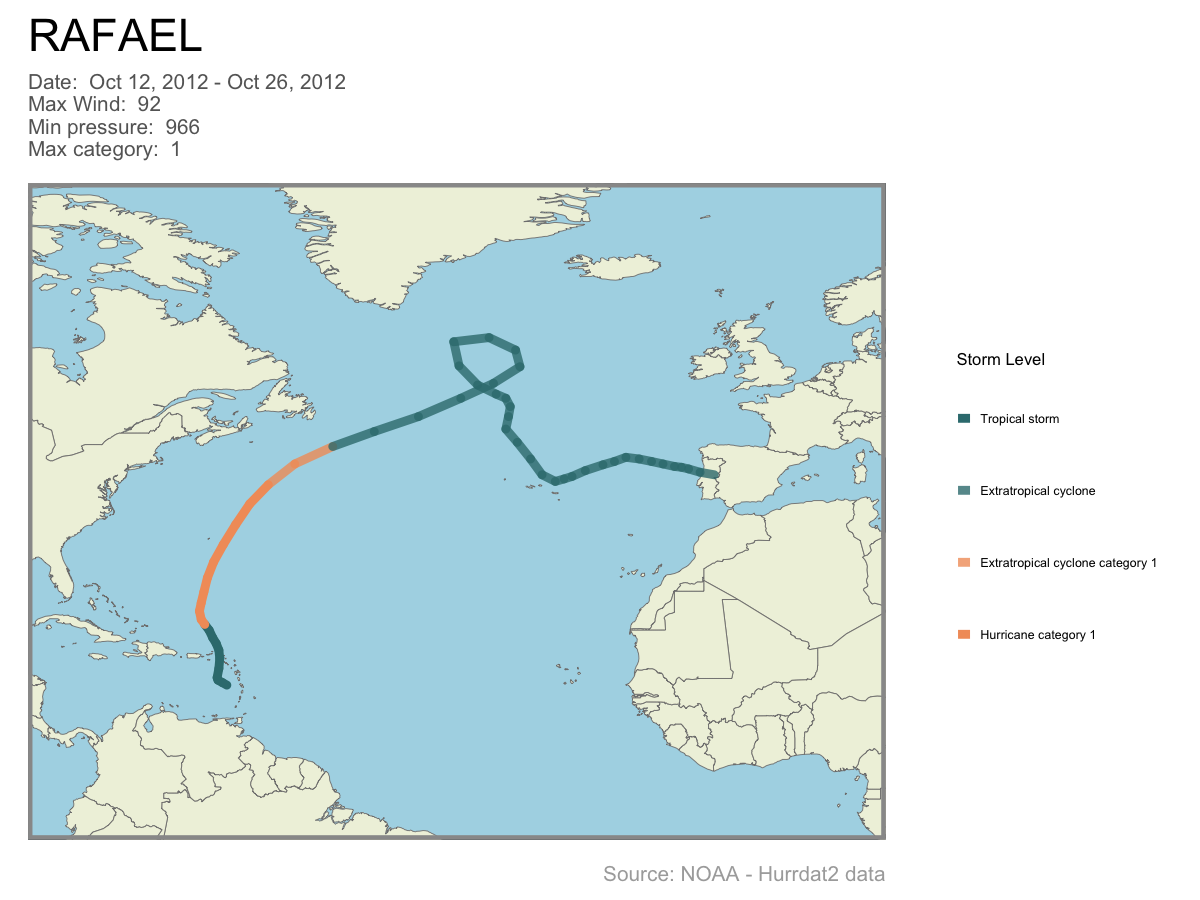 RAFAEL
Date:  Oct 12, 2012 - Oct 26, 2012
Max Wind:  92
Min pressure:  966
Max category:  1
Storm Level
Tropical storm
Extratropical cyclone
Extratropical cyclone category 1
Hurricane category 1
Source: NOAA - Hurrdat2 data